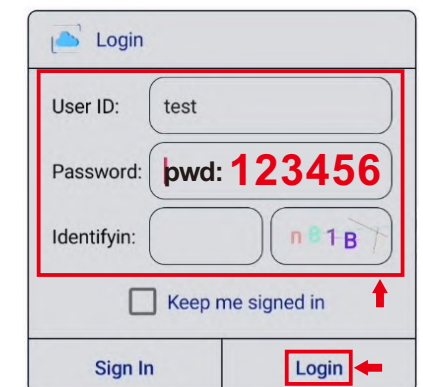 Login
User ID: test
Password: pwd: 123456
Identifyin: n81B
Keep me signed in
Sign In Login